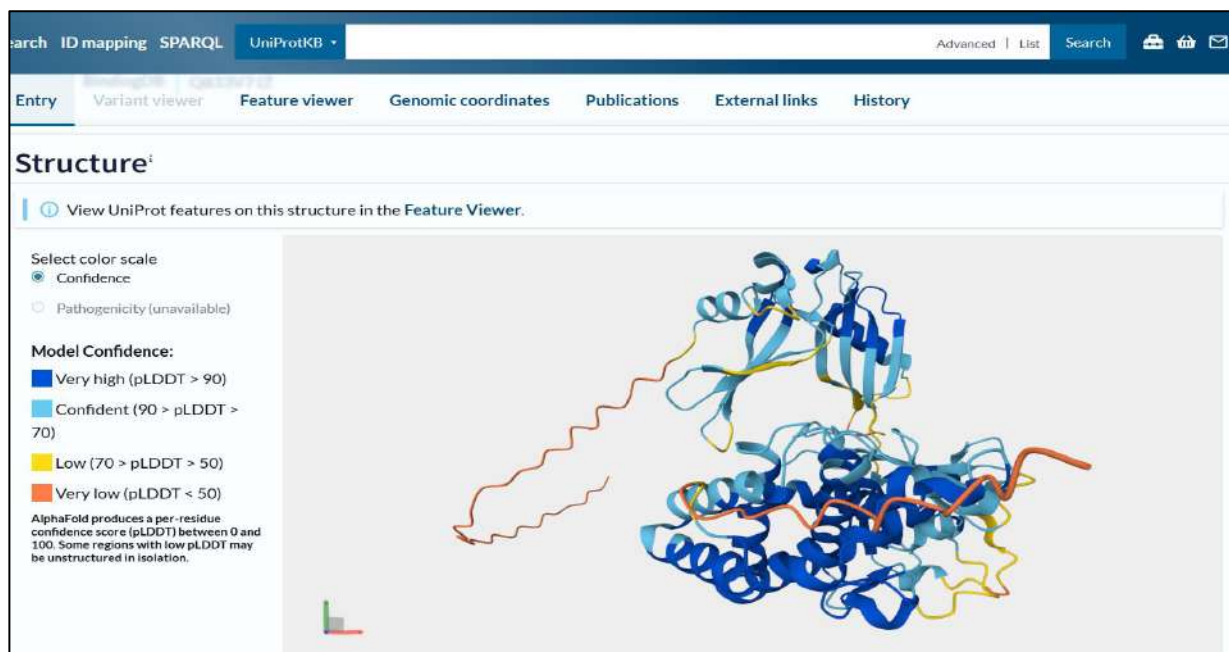 earch ID mapping SPARQL UniProtKB Advanced | List Search
Entry Variant viewer Feature viewer Genomic coordinates Publications External links History
Structure
View UniProt features on this structure in the Feature Viewer.
Select color scale
Confidence
Pathogenicity (unavailable)
Model Confidence:
Very high (pLDDT > 90)
Confident (90 > pLDDT >
70)
Low (70 > pLDDT > 50)
Very low (pLDDT < 50)
AlphaFold produces a per-residue
confidence score (pLDDT) between 0 and
100. Some regions with low pLDDT may
be unstructured in isolation.